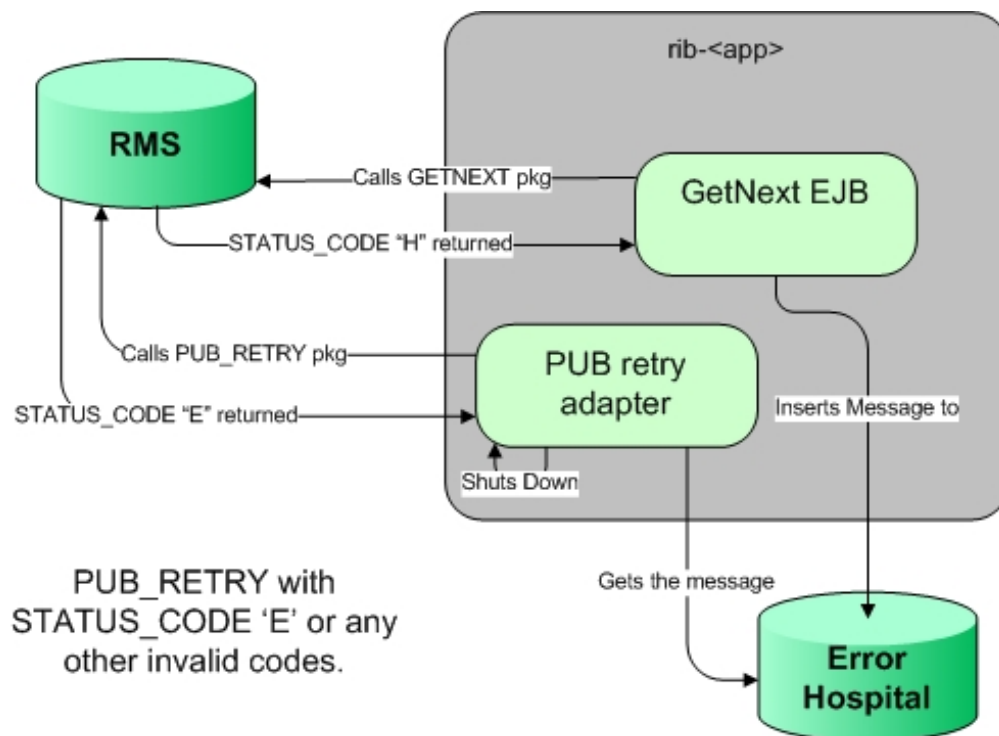 rib-<app>
RMS
Calls GETNEXT pkg
GetNext EJB
STATUS_CODE “H” returned
Calls PUB_RETRY pkg
PUB retry
adapter
STATUS_CODE “E” returned
Inserts Message to
Shuts Down
Gets the message
PUB_RETRY with
STATUS_CODE ‘E’ or any
other invalid codes.
Error
Hospital